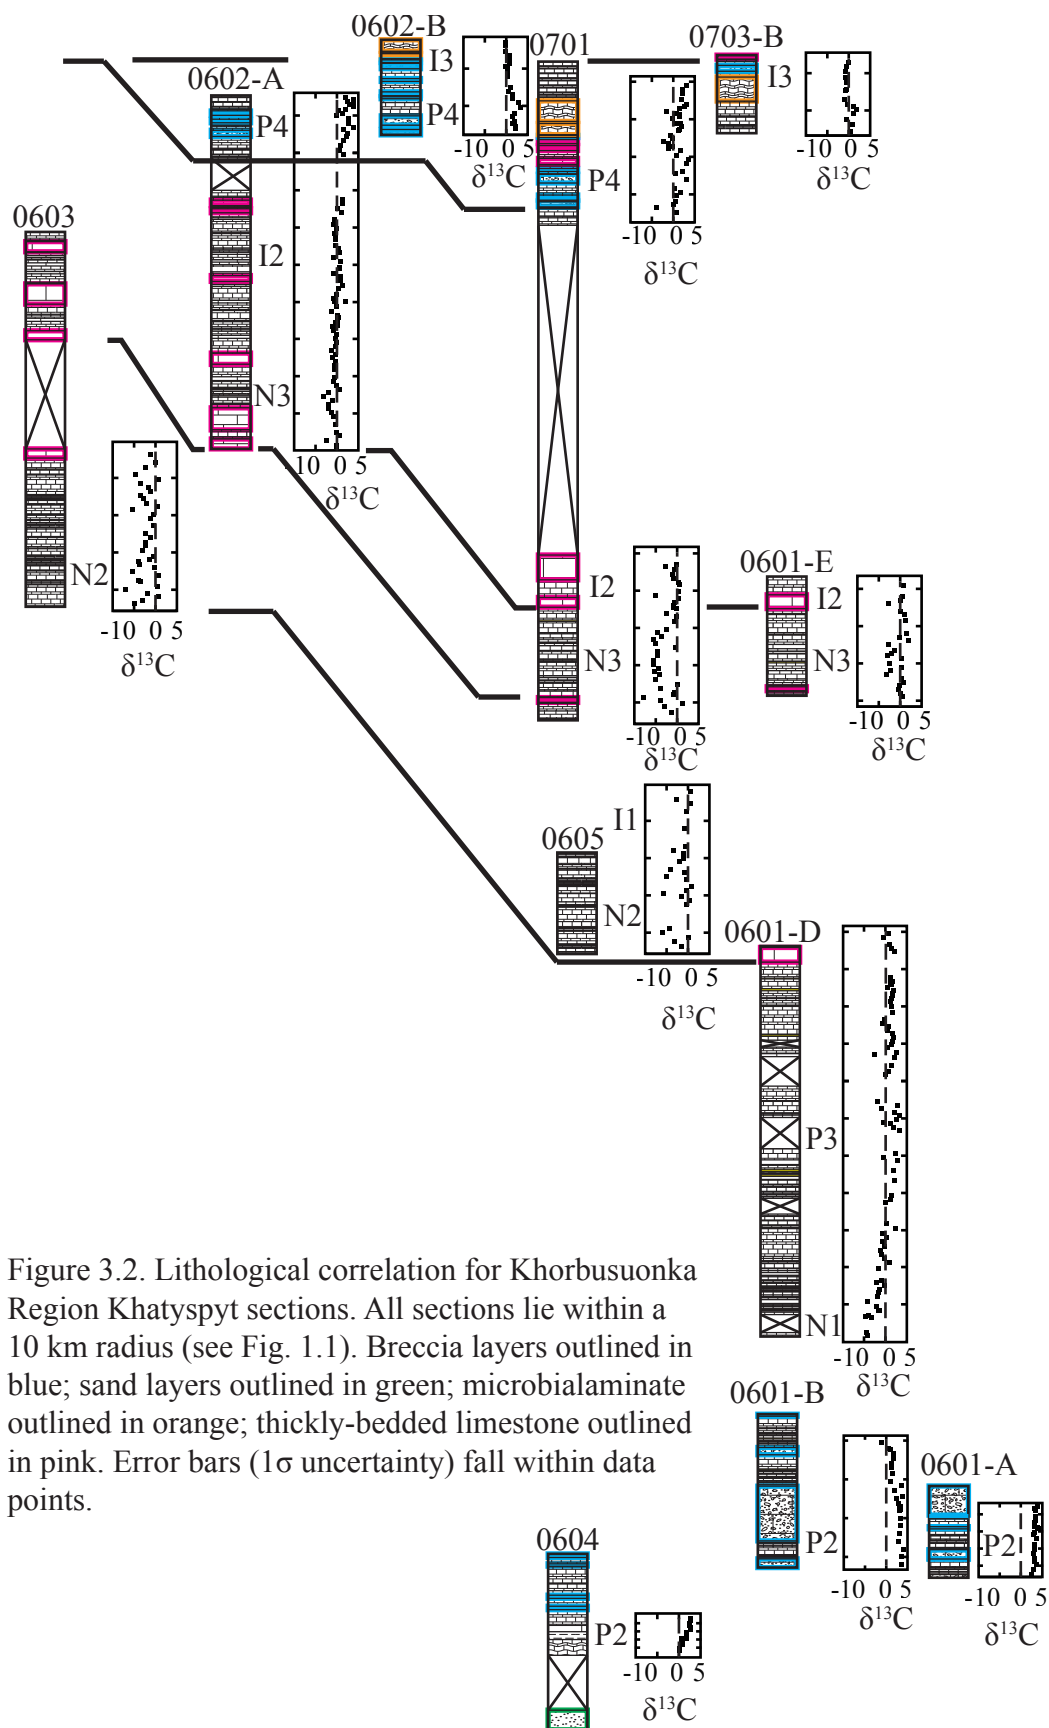 0602-B
0701
0703-B
I3
P4
-10 0 5
δ13C
I3
-10 0 5
δ13C
0602-A
P4
I2
N3
10 0 5
δ13C
P4
-10 0 5
δ13C
0603
N2
-10 0 5
δ13C
I2
N3
-10 0 5
δ13C
0601-E
I2
N3
-10 0 5
δ13C
0605
I1
N2
-10 0 5
δ13C
0601-D
P3
N1
-10 0 5
δ13C
Figure 3.2. Lithological correlation for Khorbusuonka
Region Khatyspyt sections. All sections lie within a
10 km radius (see Fig. 1.1). Breccia layers outlined in
blue; sand layers outlined in green; microbialaminate
outlined in orange; thickly-bedded limestone outlined
in pink. Error bars (1σ uncertainty) fall within data
points.
0601-B
P2
-10 0 5
δ13C
0601-A
P2
-10 0 5
δ13C
0604
P2
-10 0 5
δ13C